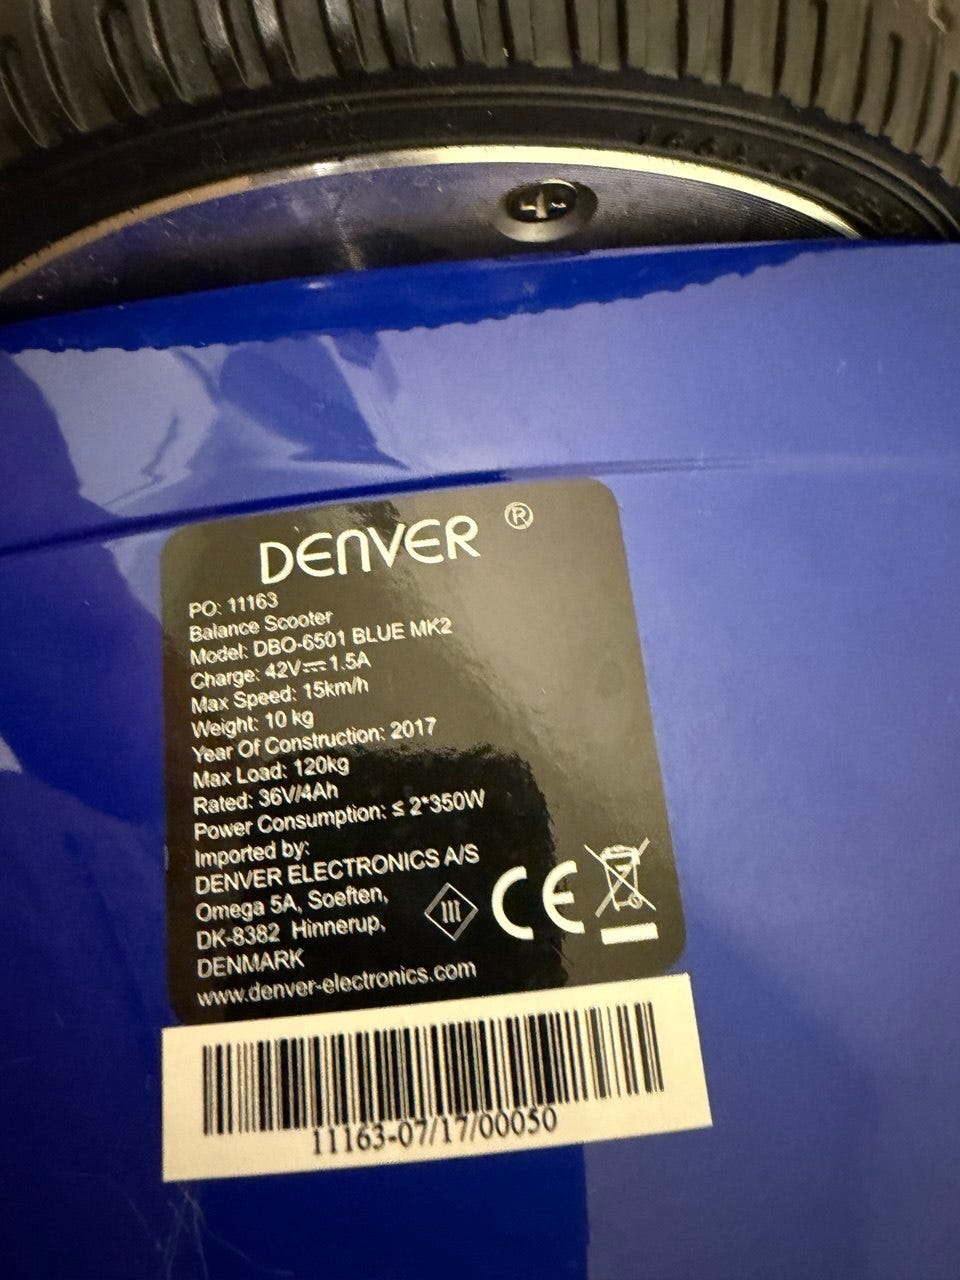 DENVER ®
PO: 11163
Balance Scooter
Model: DBO-6501 BLUE MK2
Charge: 42V⎓1.5A
Max Speed: 15km/h
Weight: 10 kg
Year Of Construction: 2017
Max Load: 120kg
Rated: 36V/4Ah
Power Consumption: ≤ 2*350W
Imported by:
DENVER ELECTRONICS A/S
Omega 5A, Soeften,
DK-8382 Hinnerup,
DENMARK
www.denver-electronics.com
III CE
11163-07/17/00050